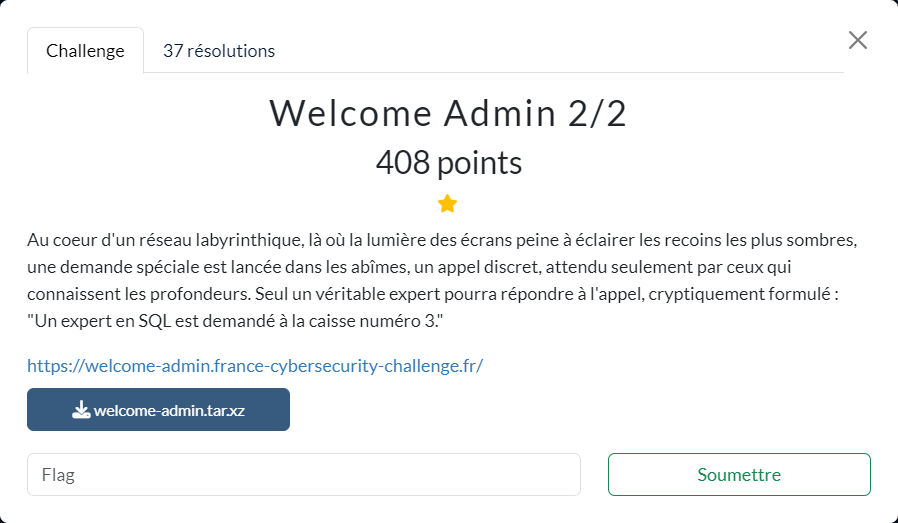 Challenge
37 résolutions
Welcome Admin 2/2
408 points
Au coeur d'un réseau labyrinthique, là où la lumière des écrans peine à éclairer les recoins les plus sombres,
une demande spéciale est lancée dans les abîmes, un appel discret, attendu seulement par ceux qui
connaissent les profondeurs. Seul un véritable expert pourra répondre à l'appel, cryptiquement formulé :
"Un expert en SQL est demandé à la caisse numéro 3."
https://welcome-admin.france-cybersecurity-challenge.fr/
welcome-admin.tar.xz
Flag
Soumettre